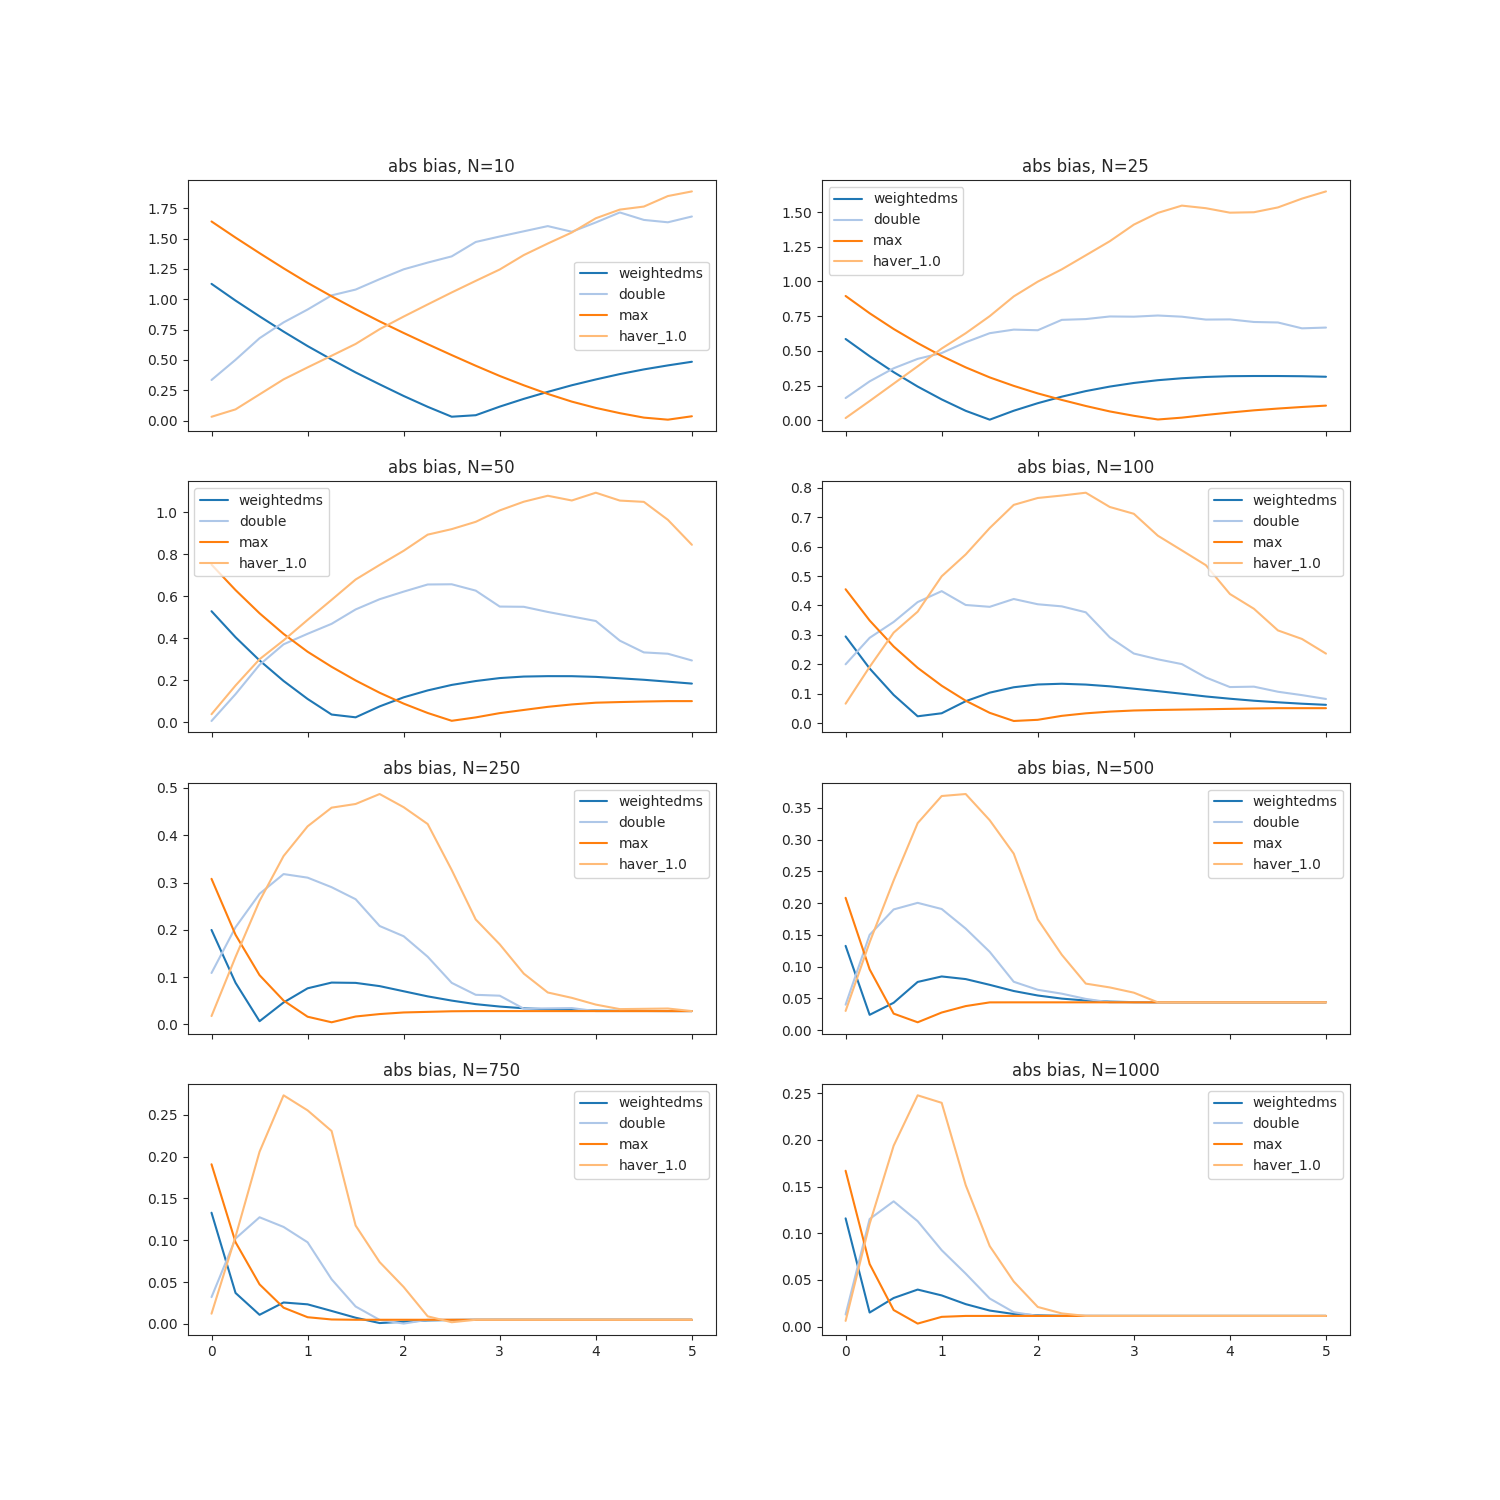 abs bias, N=10
1.75
1.50
1.25
1.00
0.75
0.50
0.25
0.00
weightedms
double
max
haver_1.0
abs bias, N=25
1.50
1.25
1.00
0.75
0.50
0.25
0.00
weightedms
double
max
haver_1.0
abs bias, N=50
1.0
0.8
0.6
0.4
0.2
0.0
weightedms
double
max
haver_1.0
abs bias, N=100
0.8
0.7
0.6
0.5
0.4
0.3
0.2
0.1
0.0
weightedms
double
max
haver_1.0
abs bias, N=250
0.5
0.4
0.3
0.2
0.1
0.0
weightedms
double
max
haver_1.0
abs bias, N=500
0.35
0.30
0.25
0.20
0.15
0.10
0.05
0.00
weightedms
double
max
haver_1.0
abs bias, N=750
0.25
0.20
0.15
0.10
0.05
0.00
weightedms
double
max
haver_1.0
0 1 2 3 4 5
abs bias, N=1000
0.25
0.20
0.15
0.10
0.05
0.00
weightedms
double
max
haver_1.0
0 1 2 3 4 5